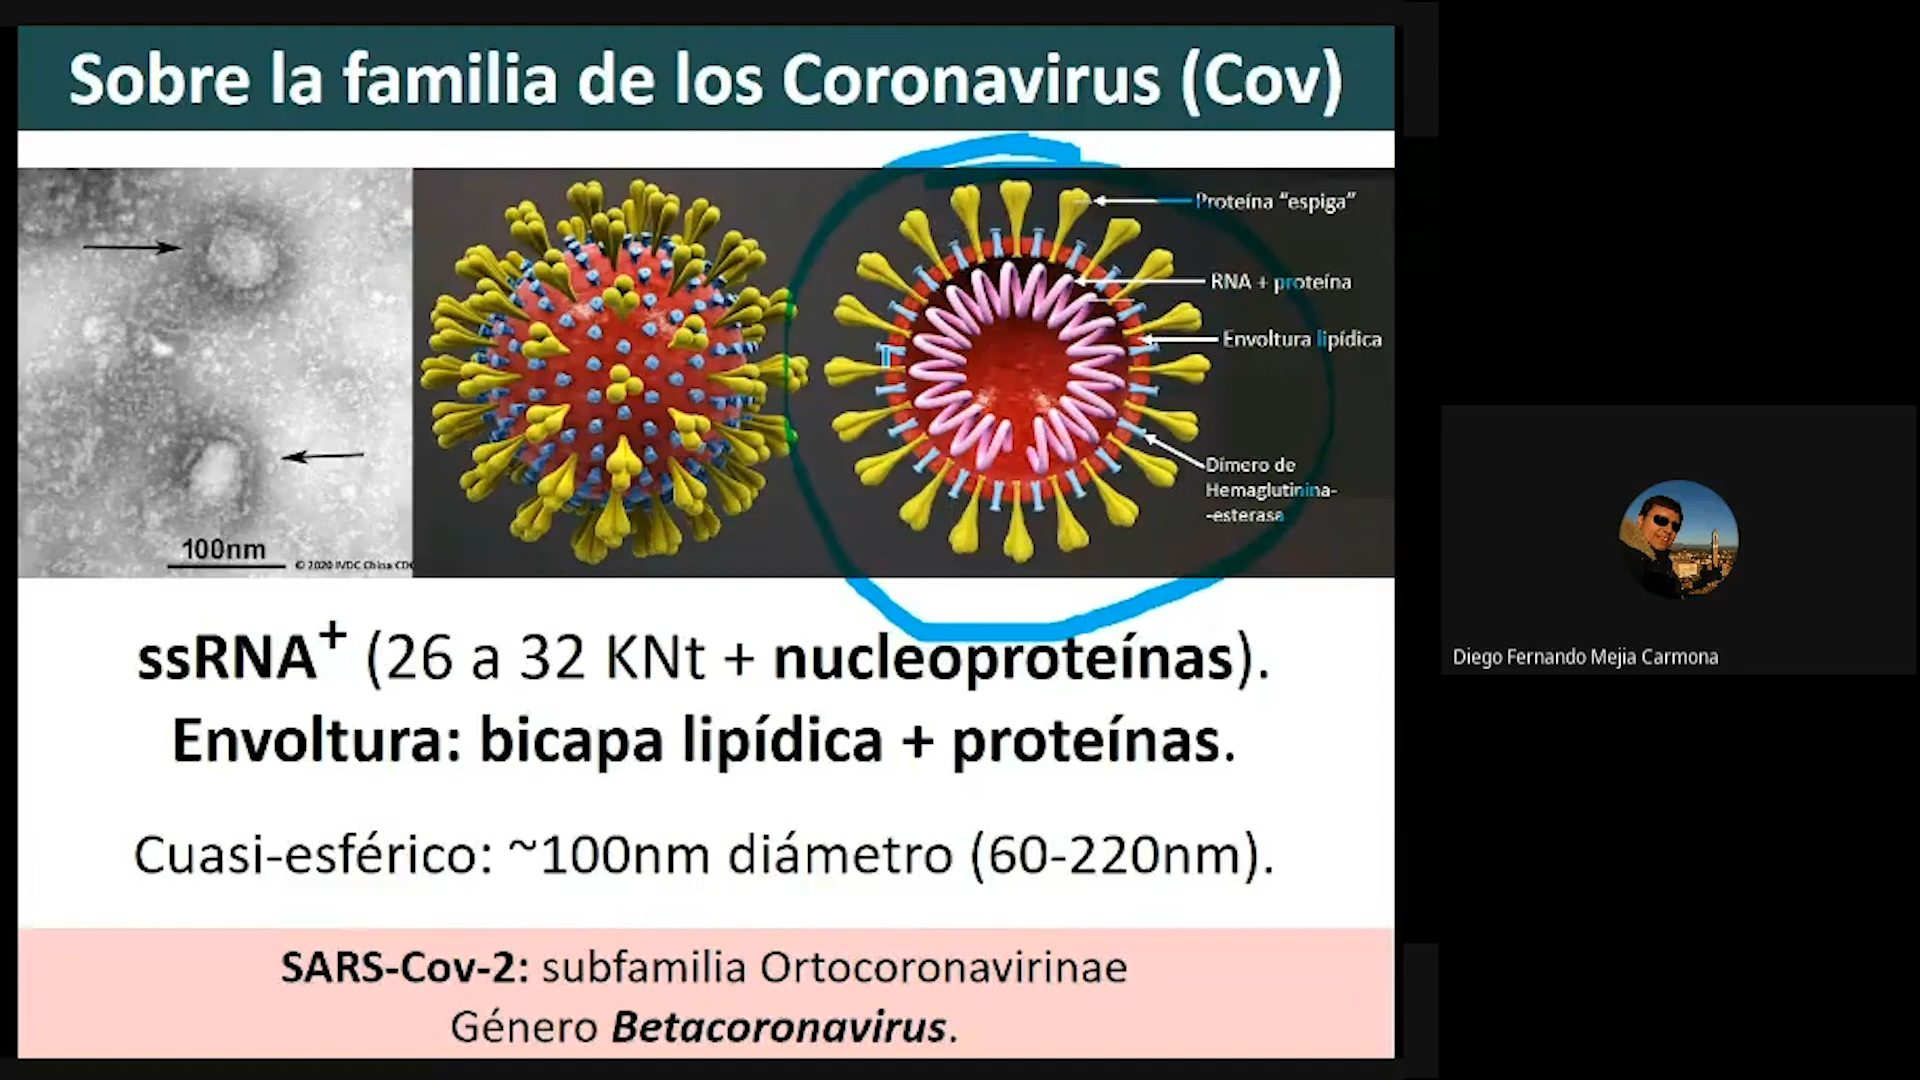 Sobre la familia de los Coronavirus (Cov)
Proteína “espiga”
RNA + proteína
Envoltura lipídica
Dímero de
Hemaglutinina-
-esterasa
100nm
© 2020 IVDC China CDC
ssRNA⁺ (26 a 32 KNt + nucleoproteínas).
Envoltura: bicapa lipídica + proteínas.
Cuasi-esférico: ~100nm diámetro (60-220nm).
SARS-Cov-2: subfamilia Ortocoronavirinae
Género Betacoronavirus.
Diego Fernando Mejia Carmona